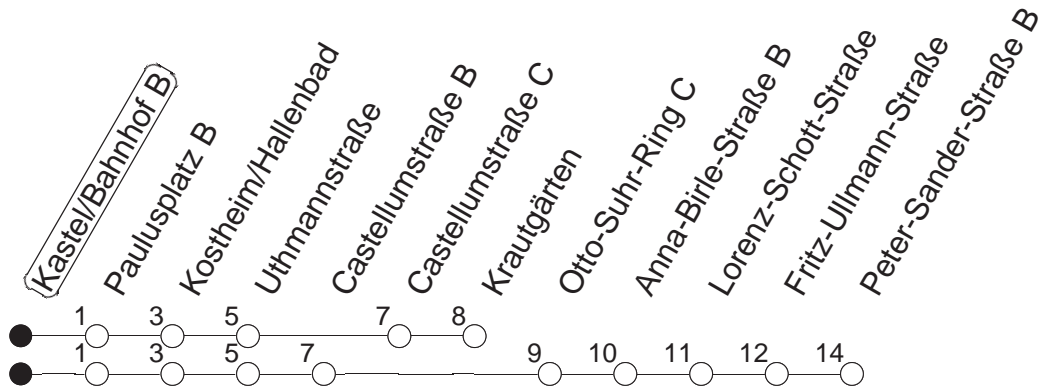 Kastel/Bahnhof B
Paulusplatz B
Kostheim/Hallenbad
Uthmannstraße
Castellumstraße B
Castellumstraße C
Krautgärten
Otto-Suhr-Ring C
Anna-Birle-Straße B
Lorenz-Schott-Straße
Fritz-Ullmann-Straße
Peter-Sander-Straße B
1 3 5 7 8
1 3 5 7 9 10 11 12 14